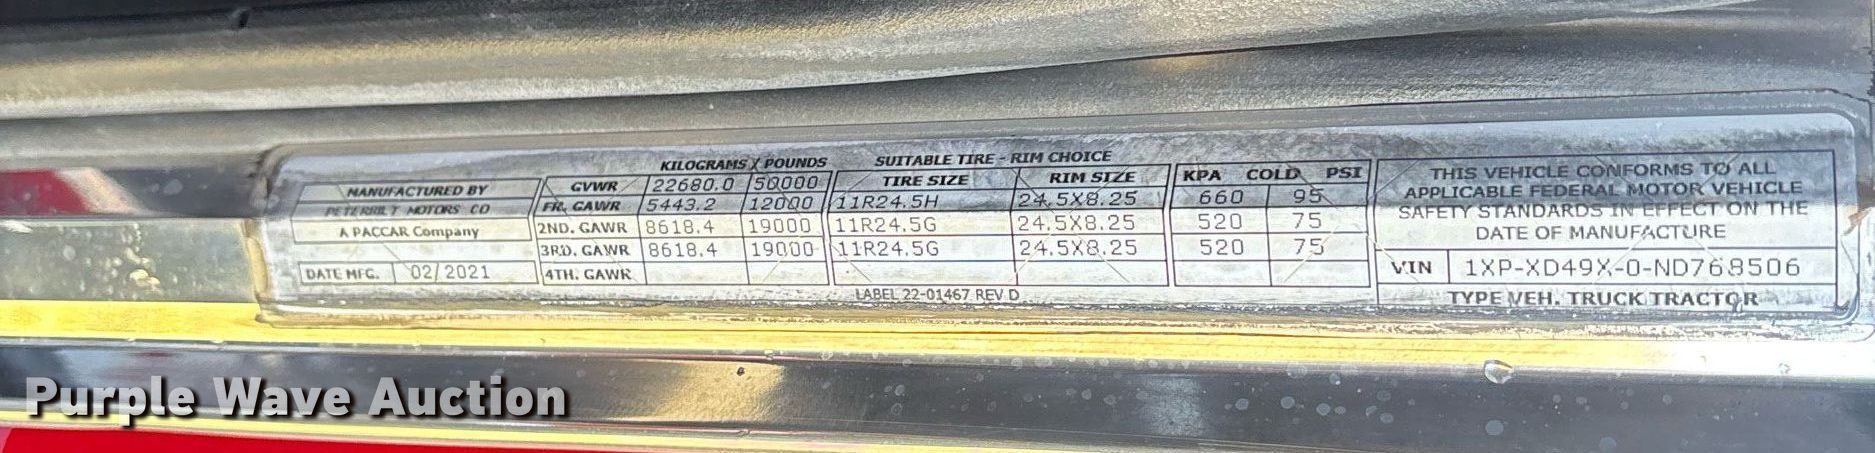 KILOGRAMS / POUNDS SUITABLE TIRE - RIM CHOICE
MANUFACTURED BY
PETERBILT MOTORS CO
A PACCAR Company
DATE MFG. 02/2021
GVWR 22680.0 50000 TIRE SIZE RIM SIZE KPA COLD PSI
FR. GAWR 5443.2 12000 11R24.5H 24.5X8.25 660 95
2ND. GAWR 8618.4 19000 11R24.5G 24.5X8.25 520 75
3RD. GAWR 8618.4 19000 11R24.5G 24.5X8.25 520 75
4TH. GAWR
LABEL 22-01467 REV D
THIS VEHICLE CONFORMS TO ALL
APPLICABLE FEDERAL MOTOR VEHICLE
SAFETY STANDARDS IN EFFECT ON THE
DATE OF MANUFACTURE
VIN 1XP-XD49X-0-ND768506
TYPE VEH. TRUCK TRACTOR
Purple Wave Auction